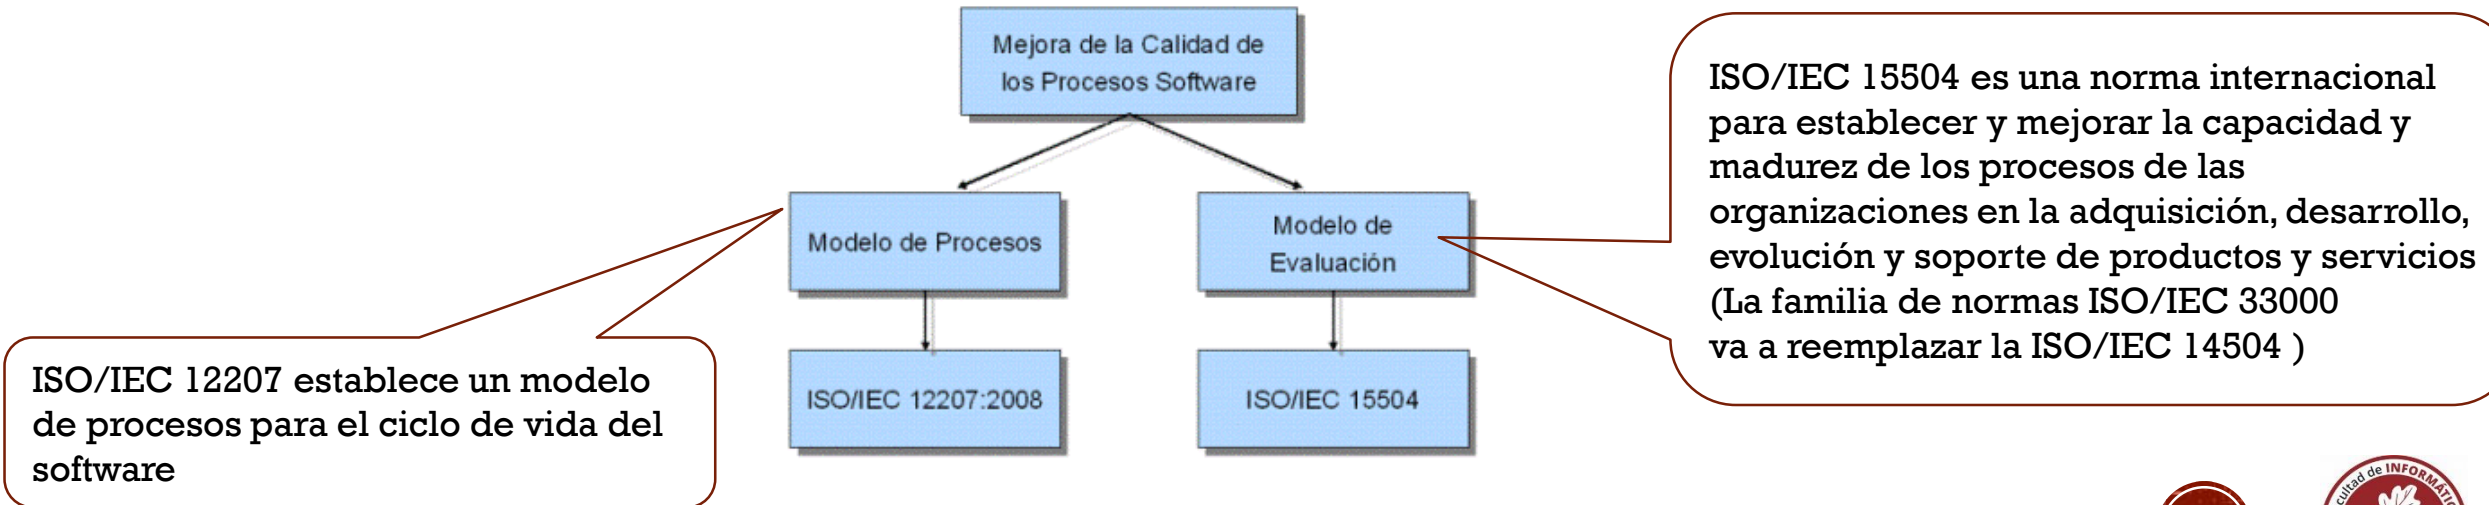 Mejora de la Calidad de
los Procesos Software
Modelo de Procesos
Modelo de
Evaluación
ISO/IEC 12207:2008
ISO/IEC 15504
ISO/IEC 12207 establece un modelo
de procesos para el ciclo de vida del
software
ISO/IEC 15504 es una norma internacional
para establecer y mejorar la capacidad y
madurez de los procesos de las
organizaciones en la adquisición, desarrollo,
evolución y soporte de productos y servicios
(La familia de normas ISO/IEC 33000
va a reemplazar la ISO/IEC 14504 )
de